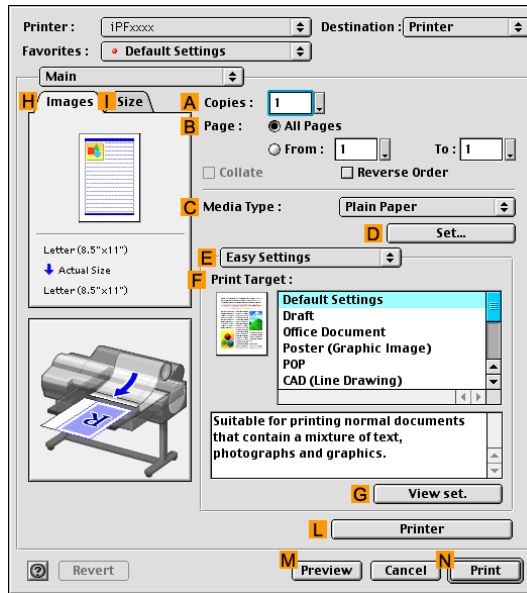 Printer : iPFxxxx Destination : Printer
Favorites : Default Settings
Main
H Images I Size
A Copies : 1
B Page : All Pages
From : 1 To : 1
Collate Reverse Order
C Media Type : Plain Paper
D Set...
Letter (8.5"×11")
Actual Size
Letter (8.5"×11")
E Easy Settings
F Print Target :
Default Settings
Draft
Office Document
Poster (Graphic Image)
POP
CAD (Line Drawing)
R
Suitable for printing normal documents
that contain a mixture of text,
photographs and graphics.
G View set.
L Printer
? Revert M Preview Cancel N Print